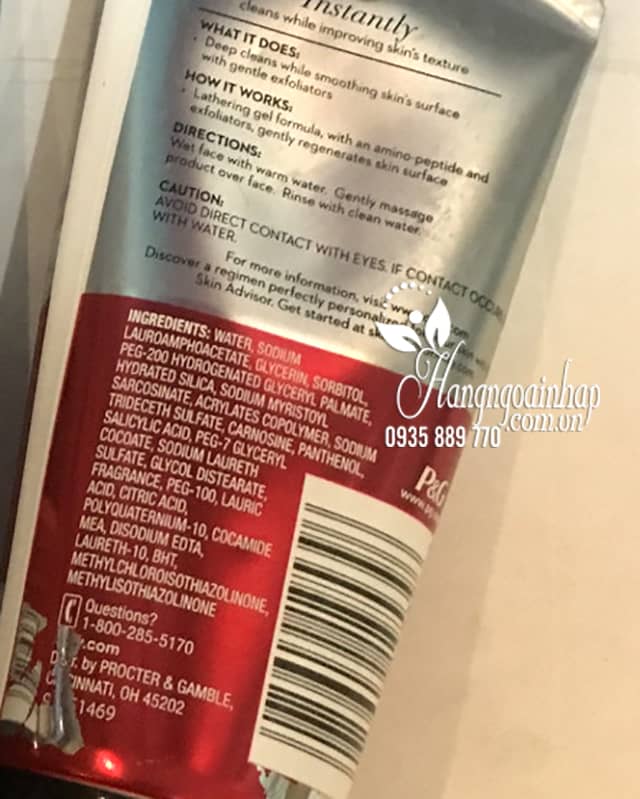 Instantly
cleans while improving skin's texture
WHAT IT DOES:
• Deep cleans while smoothing skin's surface
with gentle exfoliators
HOW IT WORKS:
• Lathering gel formula, with an amino-peptide and
exfoliators, gently regenerates skin surface
DIRECTIONS:
Wet face with warm water. Gently massage
product over face. Rinse with clean water.
CAUTION:
AVOID DIRECT CONTACT WITH EYES. IF CONTACT
WITH WATER.
For more information, visit
Discover a regimen perfectly personalized
Skin Advisor. Get started at
INGREDIENTS: WATER, SODIUM
LAUROAMPHOACETATE, GLYCERIN, SORBITOL,
PEG-200 HYDROGENATED GLYCERYL PALMATE,
HYDRATED SILICA, SODIUM MYRISTOYL
SARCOSINATE, ACRYLATES COPOLYMER, SODIUM
TRIDECETH SULFATE, CARNOSINE, PANTHENOL,
SALICYLIC ACID, PEG-7 GLYCERYL
COCOATE, SODIUM LAURETH
SULFATE, GLYCOL DISTEARATE,
FRAGRANCE, PEG-100, LAURIC
ACID, CITRIC ACID,
POLYQUATERNIUM-10, COCAMIDE
MEA, DISODIUM EDTA,
LAURETH-10, BHT,
METHYLCHLOROISOTHIAZOLINONE,
METHYLISOTHIAZOLINONE
Questions?
1-800-285-5170
.com
by PROCTER & GAMBLE,
CINCINNATI, OH 45202
1469
P&G
Hangngoainhap
.com.vn
0935 889 770